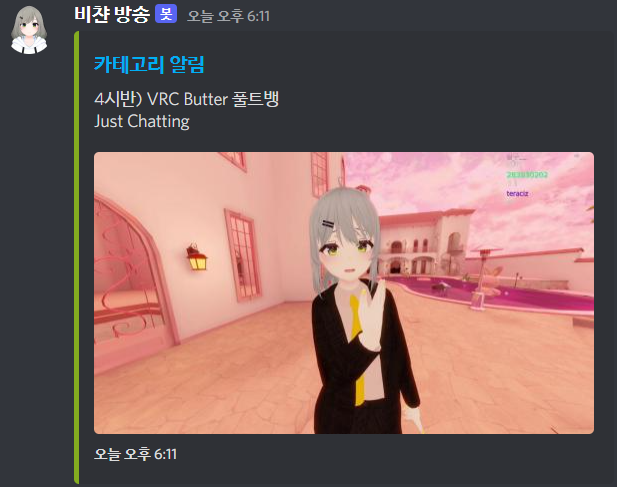 비챤 방송 봇 오늘 오후 6:11
카테고리 알림
4시반) VRC Butter 풀트뱅
Just Chatting
283830202
teraciz
오늘 오후 6:11